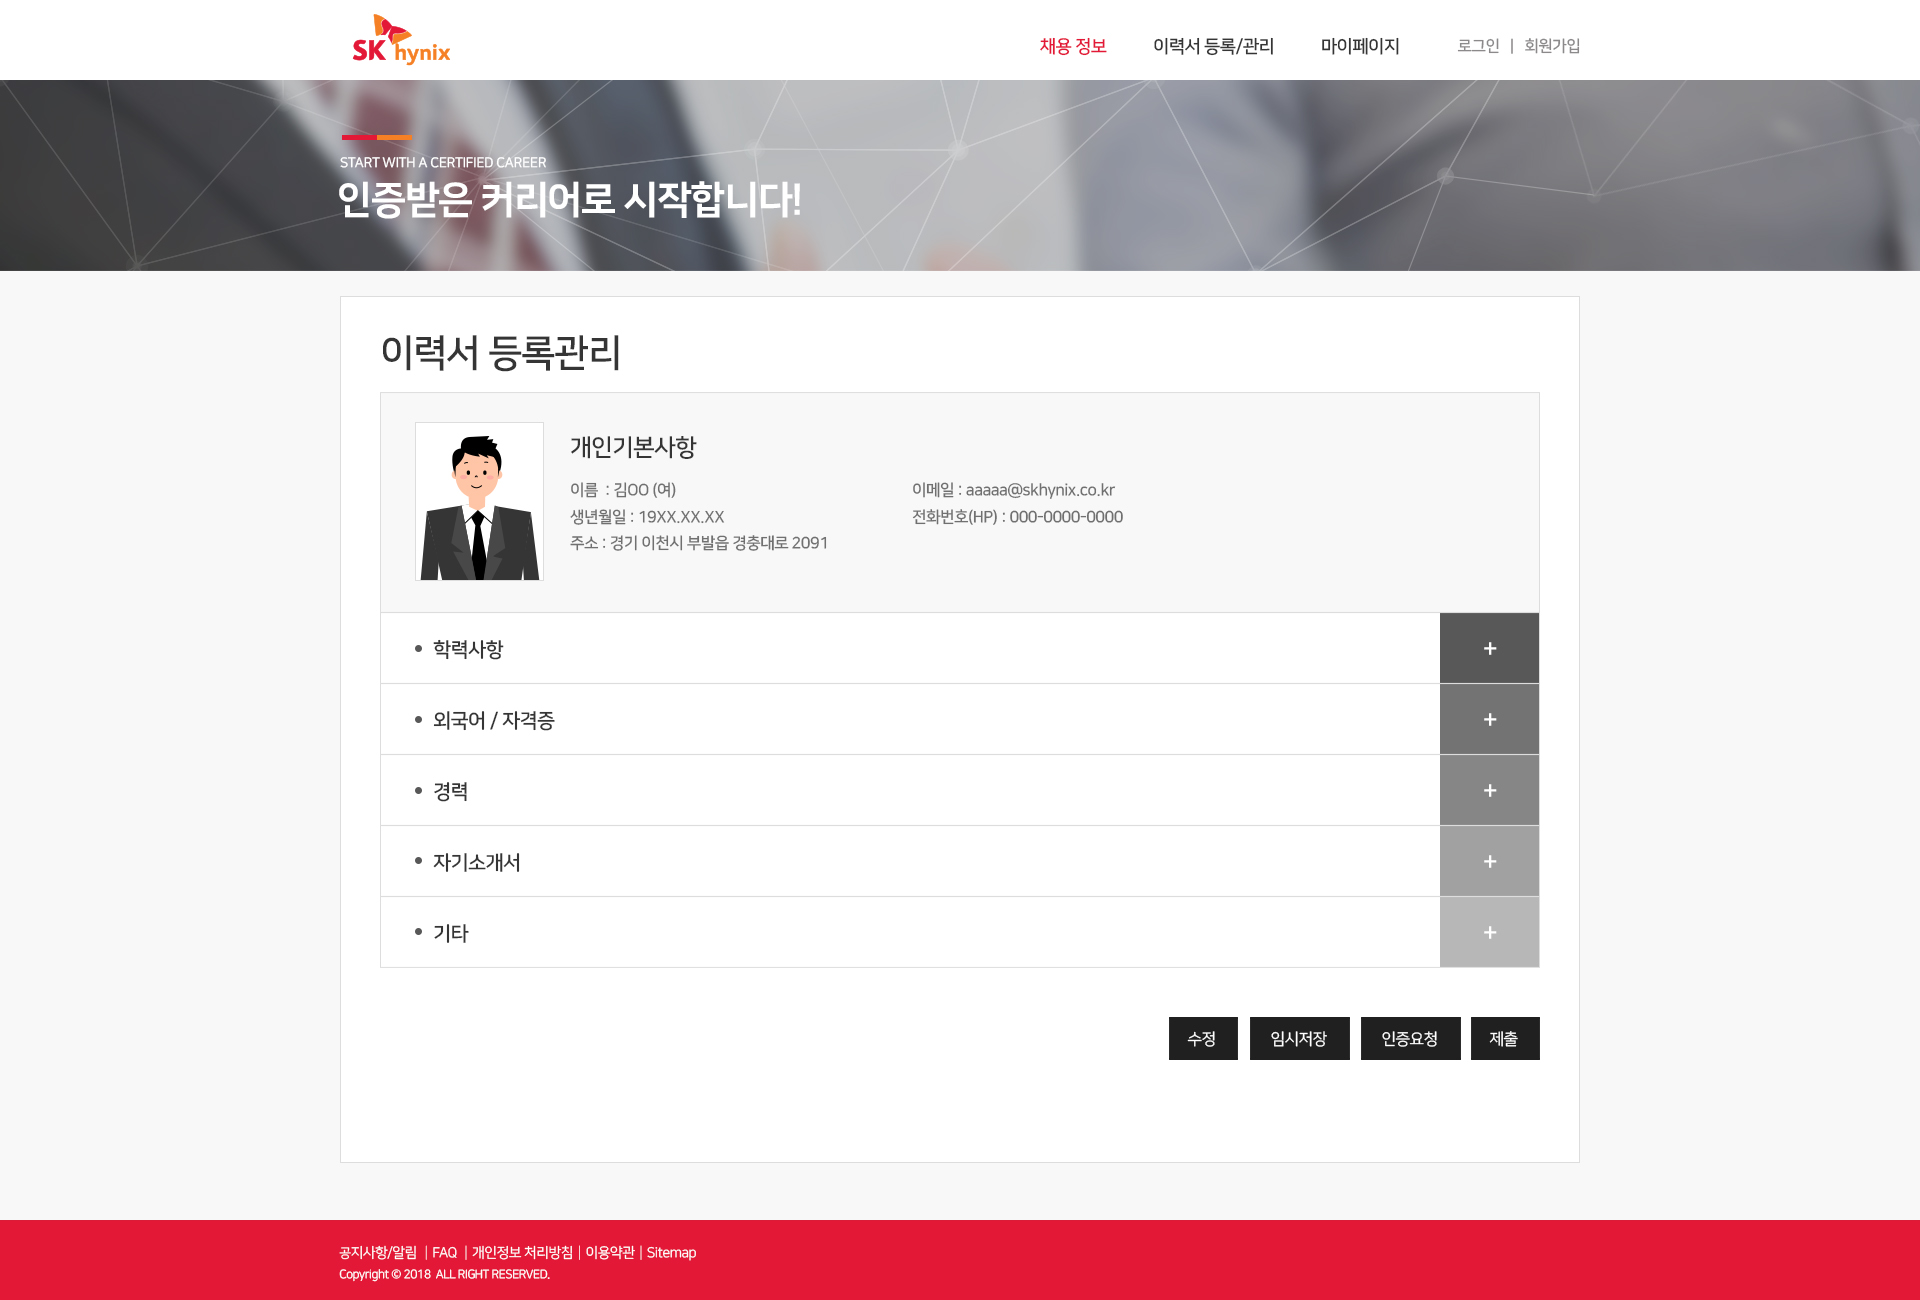 SK hynix
채용 정보 이력서 등록/관리 마이페이지 로그인 | 회원가입
START WITH A CERTIFIED CAREER
인증받은 커리어로 시작합니다!
이력서 등록관리
개인기본사항
이름 : 김OO (여) 이메일 : aaaaa@skhynix.co.kr
생년월일 : 19XX.XX.XX 전화번호(HP) : 000-0000-0000
주소 : 경기 이천시 부발읍 경충대로 2091
• 학력사항 +
• 외국어 / 자격증 +
• 경력 +
• 자기소개서 +
• 기타 +
수정 임시저장 인증요청 제출
공지사항/알림 | FAQ | 개인정보 처리방침 | 이용약관 | Sitemap
Copyright © 2018 ALL RIGHT RESERVED.